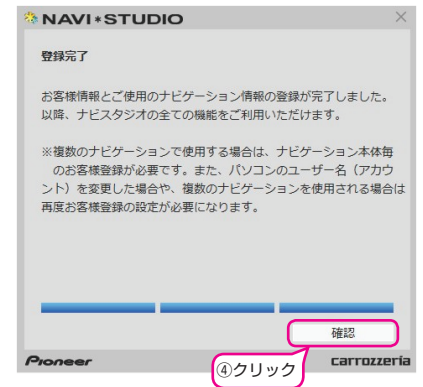 NAVI*STUDIO
登録完了
お客様情報とご使用のナビゲーション情報の登録が完了しました。
以降、ナビスタジオの全ての機能をご利用いただけます。
※複数のナビゲーションで使用する場合は、ナビゲーション本体毎
のお客様登録が必要です。また、パソコンのユーザー名（アカウ
ント）を変更した場合や、複数のナビゲーションを使用される場合は
再度お客様登録の設定が必要になります。
確認
Pioneer
④クリック
carrozzeria